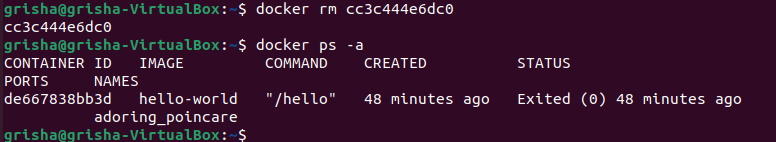 grisha@grisha-VirtualBox:~$ docker rm cc3c444e6dc0
cc3c444e6dc0
grisha@grisha-VirtualBox:~$ docker ps -a
CONTAINER ID   IMAGE         COMMAND    CREATED          STATUS
PORTS     NAMES
de667838bb3d   hello-world   "/hello"   48 minutes ago   Exited (0) 48 minutes ago
          adoring_poincare
grisha@grisha-VirtualBox:~$